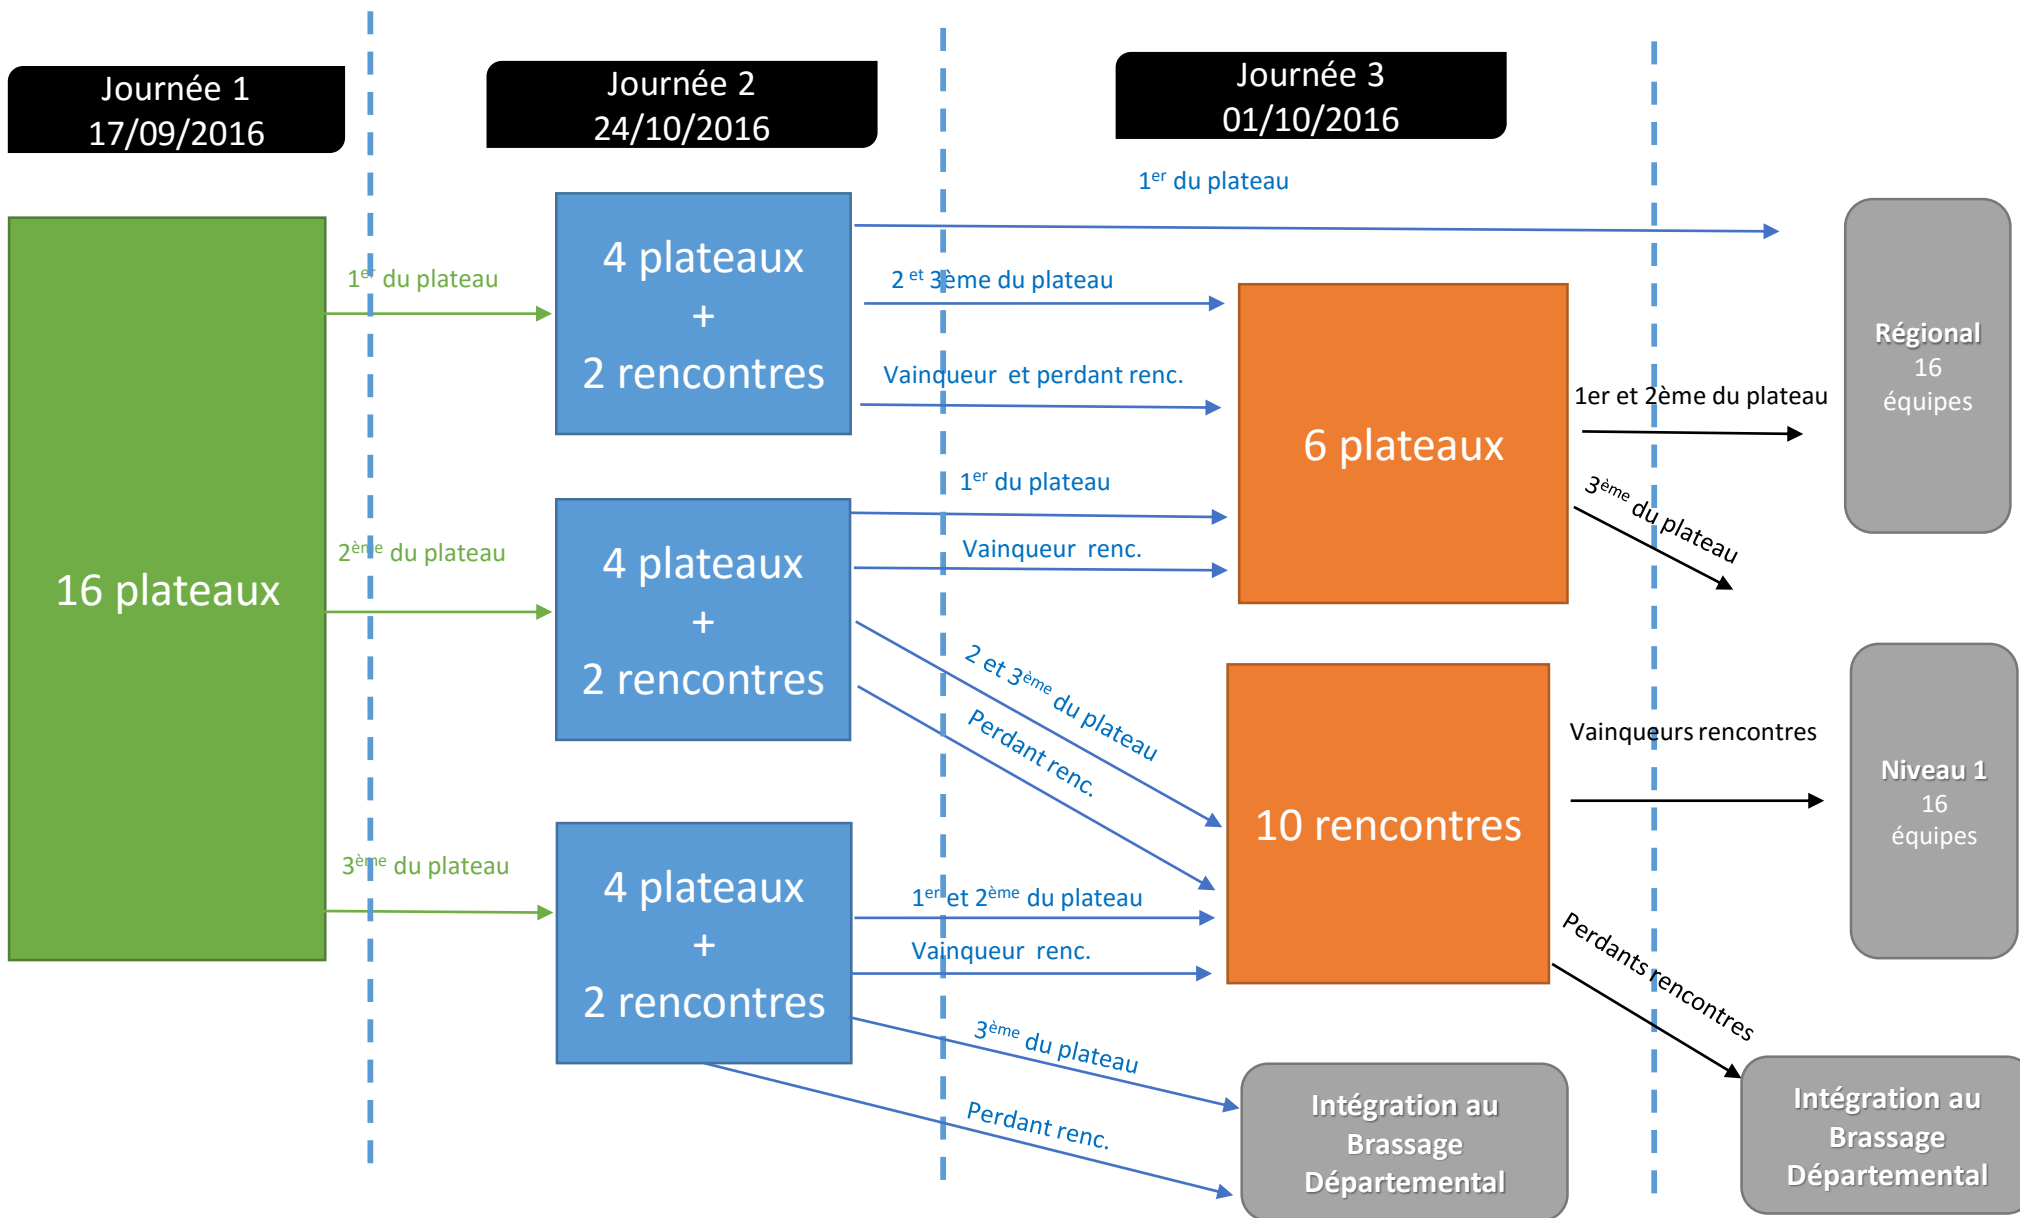 Journée 1
17/09/2016
Journée 2
24/10/2016
Journée 3
01/10/2016
16 plateaux
1er du plateau
2ème du plateau
3ème du plateau
4 plateaux
+
2 rencontres
4 plateaux
+
2 rencontres
4 plateaux
+
2 rencontres
1er du plateau
2 et 3ème du plateau
Vainqueur et perdant renc.
1er du plateau
Vainqueur renc.
2 et 3ème du plateau
Perdant renc.
1er et 2ème du plateau
Vainqueur renc.
3ème du plateau
Perdant renc.
6 plateaux
10 rencontres
Intégration au
Brassage
Départemental
1er et 2ème du plateau
3ème du plateau
Vainqueurs rencontres
Perdants rencontres
Régional
16
équipes
Niveau 1
16
équipes
Intégration au
Brassage
Départemental